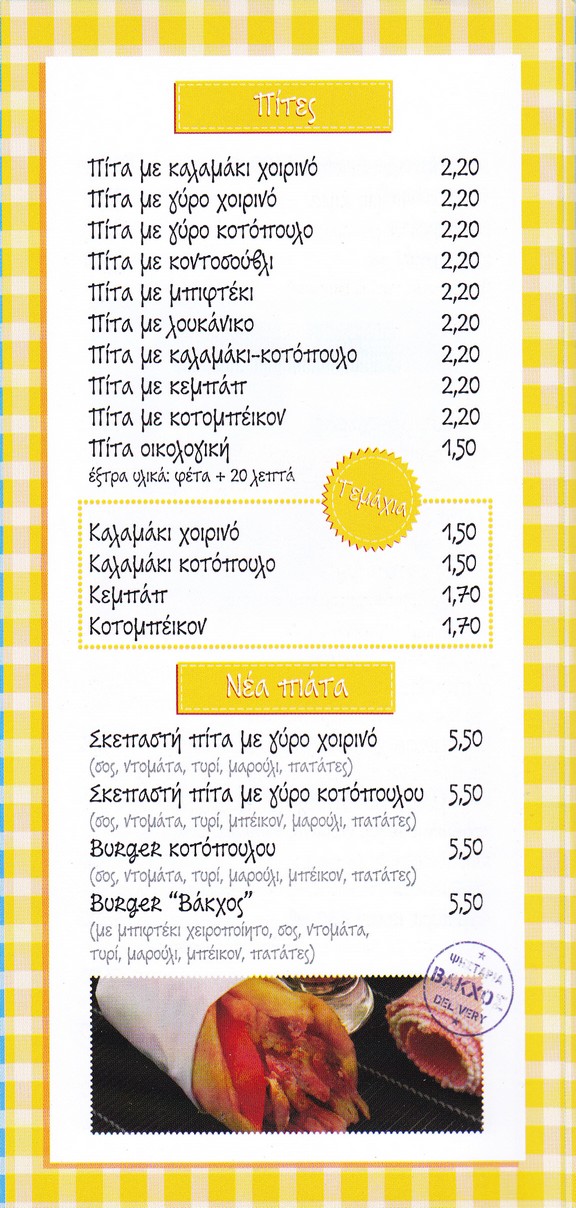 Πίτες
Πίτα με καλαμάκι χοιρινό 2,20
Πίτα με γύρο χοιρινό 2,20
Πίτα με γύρο κοτόπουλο 2,20
Πίτα με κοντοσούβλι 2,20
Πίτα με μπιφτέκι 2,20
Πίτα με λουκάνικο 2,20
Πίτα με καλαμάκι-κοτόπουλο 2,20
Πίτα με κεμπάπ 2,20
Πίτα με κοτομπέικον 2,20
Πίτα οικολογική 1,50
έξτρα υλικά: φέτα + 20 λεπτά
Τεμάχια
Καλαμάκι χοιρινό 1,50
Καλαμάκι κοτόπουλο 1,50
Κεμπάπ 1,70
Κοτομπέικον 1,70
Νέα πιάτα
Σκεπαστή πίτα με γύρο χοιρινό 5,50
(σος, ντομάτα, τυρί, μαρούλι, πατάτες)
Σκεπαστή πίτα με γύρο κοτόπουλου 5,50
(σος, ντομάτα, τυρί, μπέικον, μαρούλι, πατάτες)
Burger κοτόπουλου 5,50
(σος, ντομάτα, τυρί, μαρούλι, μπέικον, πατάτες)
Burger “Βάκχος” 5,50
(με μπιφτέκι χειροποίητο, σος, ντομάτα,
τυρί, μαρούλι, μπέικον, πατάτες)
ΨΗΣΤΑΡΙΑ
ΒΑΚΧΟΣ
DELIVERY